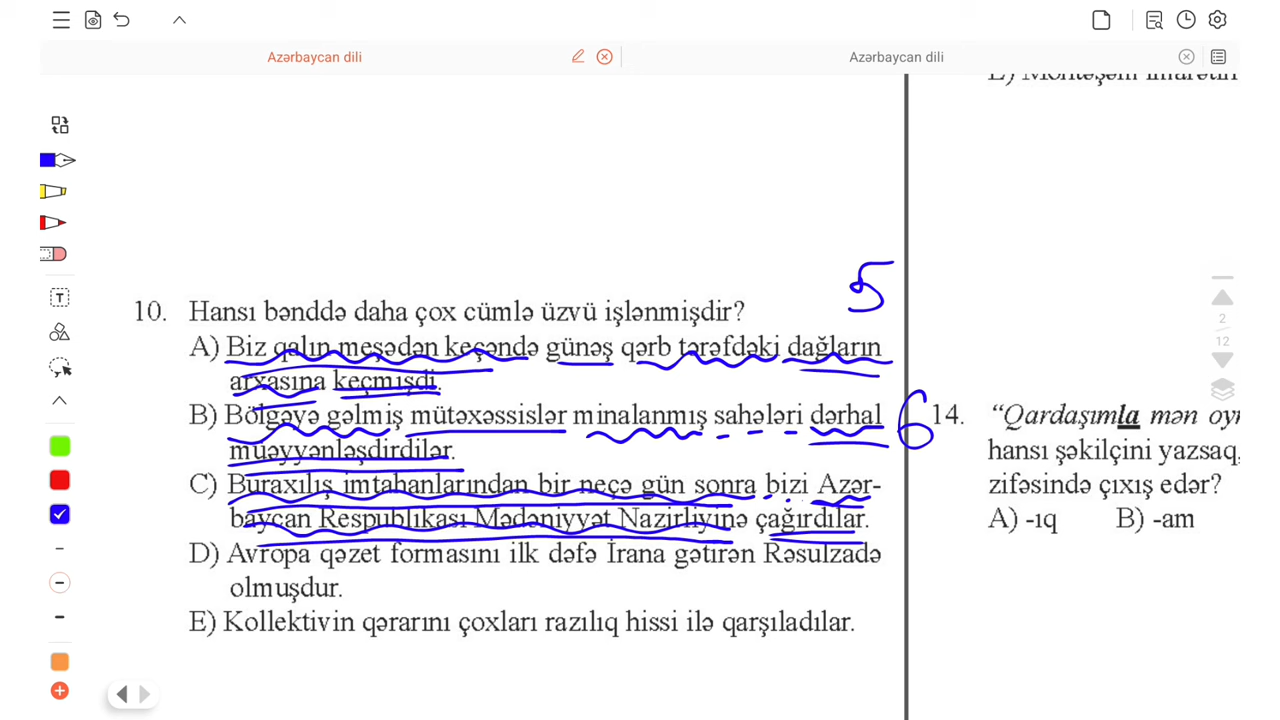 Azərbaycan dili
Azərbaycan dili
5
10. Hansı bənddə daha çox cümlə üzvü işlənmişdir?
A) Biz qalın meşədən keçəndə günəş qərb tərəfdəki dağların
arxasına keçmişdi.
B) Bölgəyə gəlmiş mütəxəssislər minalanmış sahələri dərhal
müəyyənləşdirdilər.
6
C) Buraxılış imtahanlarından bir neçə gün sonra bizi Azər-
baycan Respublikası Mədəniyyət Nazirliyinə çağırdılar.
D) Avropa qəzet formasını ilk dəfə İrana gətirən Rəsulzadə
olmuşdur.
E) Kollektivin qərarını çoxları razılıq hissi ilə qarşıladılar.
14. “Qardaşımla mən oy
hansı şəkilçini yazsaq,
zifəsində çıxış edər?
A) -ıq B) -am
2
12
T